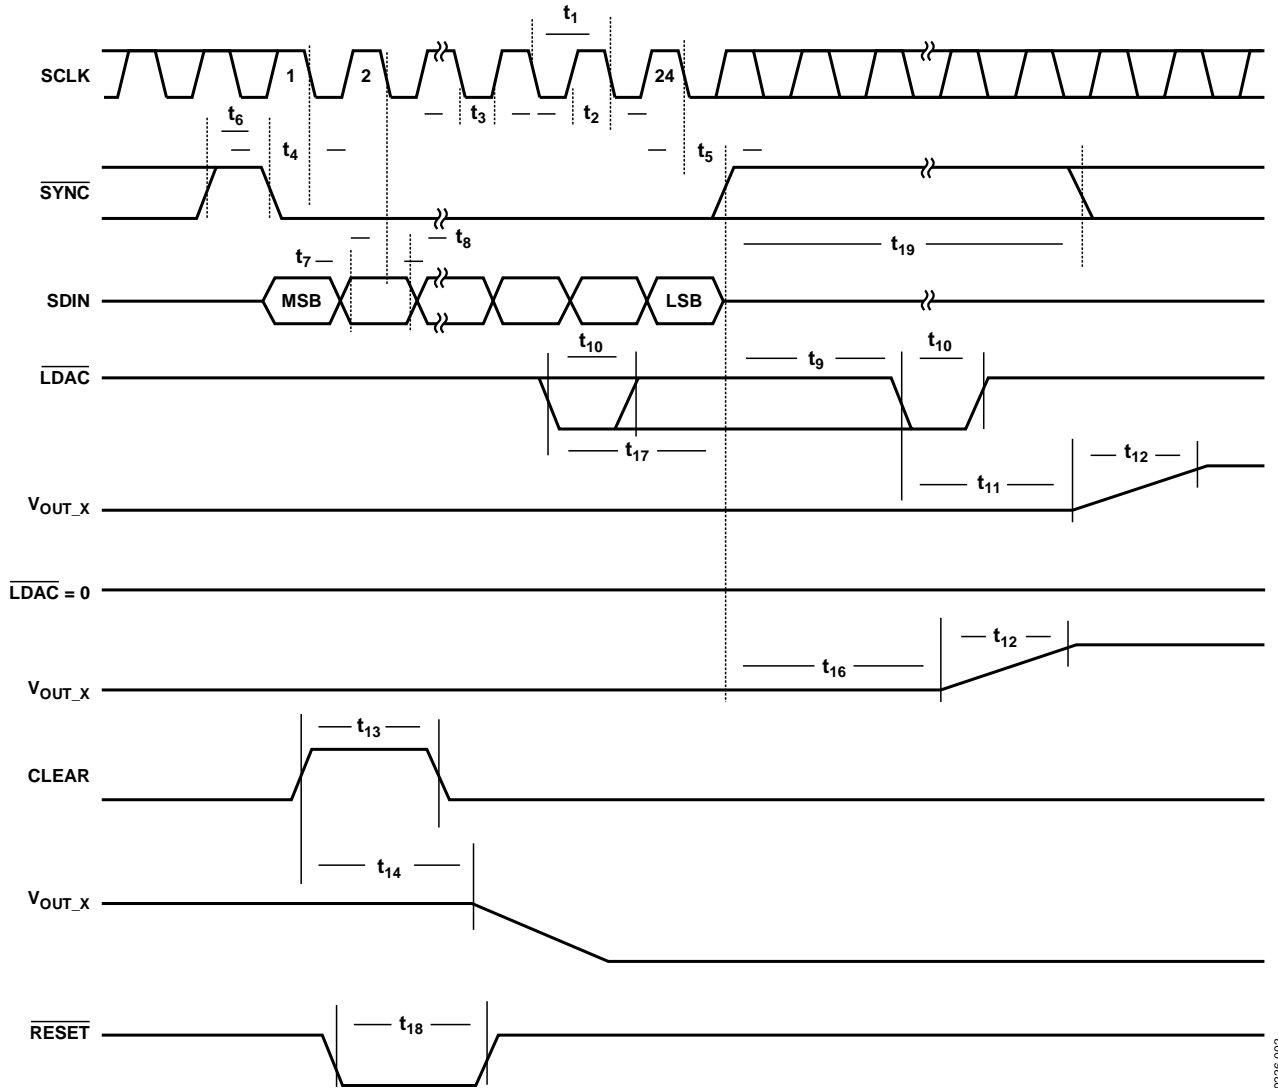 t1
SCLK 1 2 24
t3 t2
t6
t4 t5
SYNC
t19
t8
t7
SDIN MSB LSB
t10 t10
t9
LDAC
t17
t12
t11
VOUT_X
LDAC = 0
t12
t16
VOUT_X
t13
CLEAR
t14
VOUT_X
t18
RESET